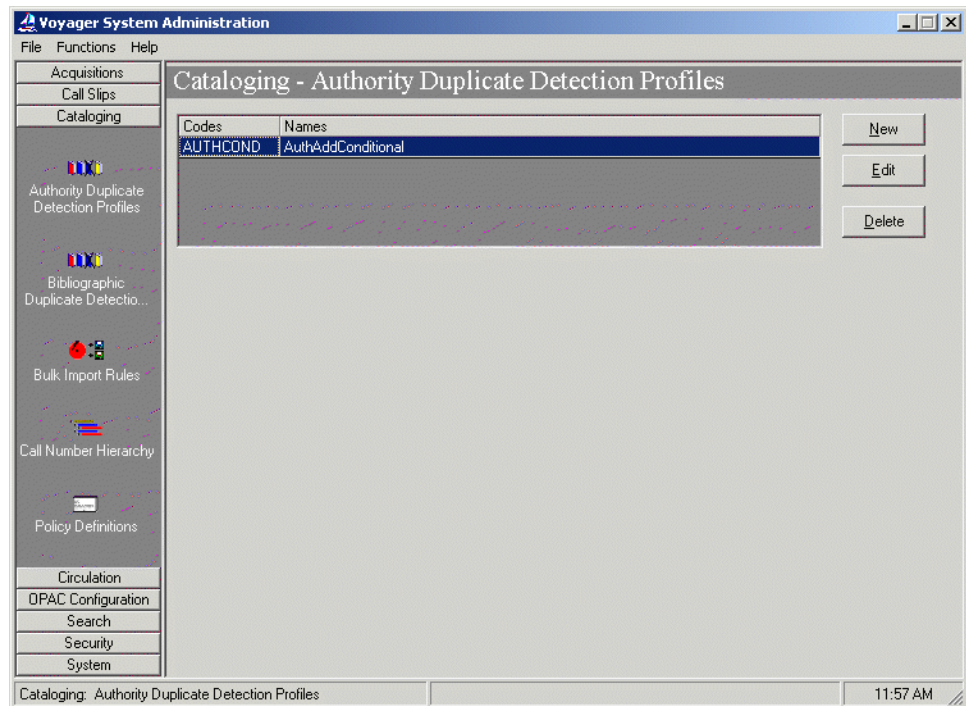 Voyager System Administration
File Functions Help
Acquisitions
Call Slips
Cataloging
Authority Duplicate
Detection Profiles
Bibliographic
Duplicate Detectio...
Bulk Import Rules
Call Number Hierarchy
Policy Definitions
Circulation
OPAC Configuration
Search
Security
System
Cataloging - Authority Duplicate Detection Profiles
Codes Names
AUTHCOND AuthAddConditional
New
Edit
Delete
Cataloging: Authority Duplicate Detection Profiles
11:57 AM